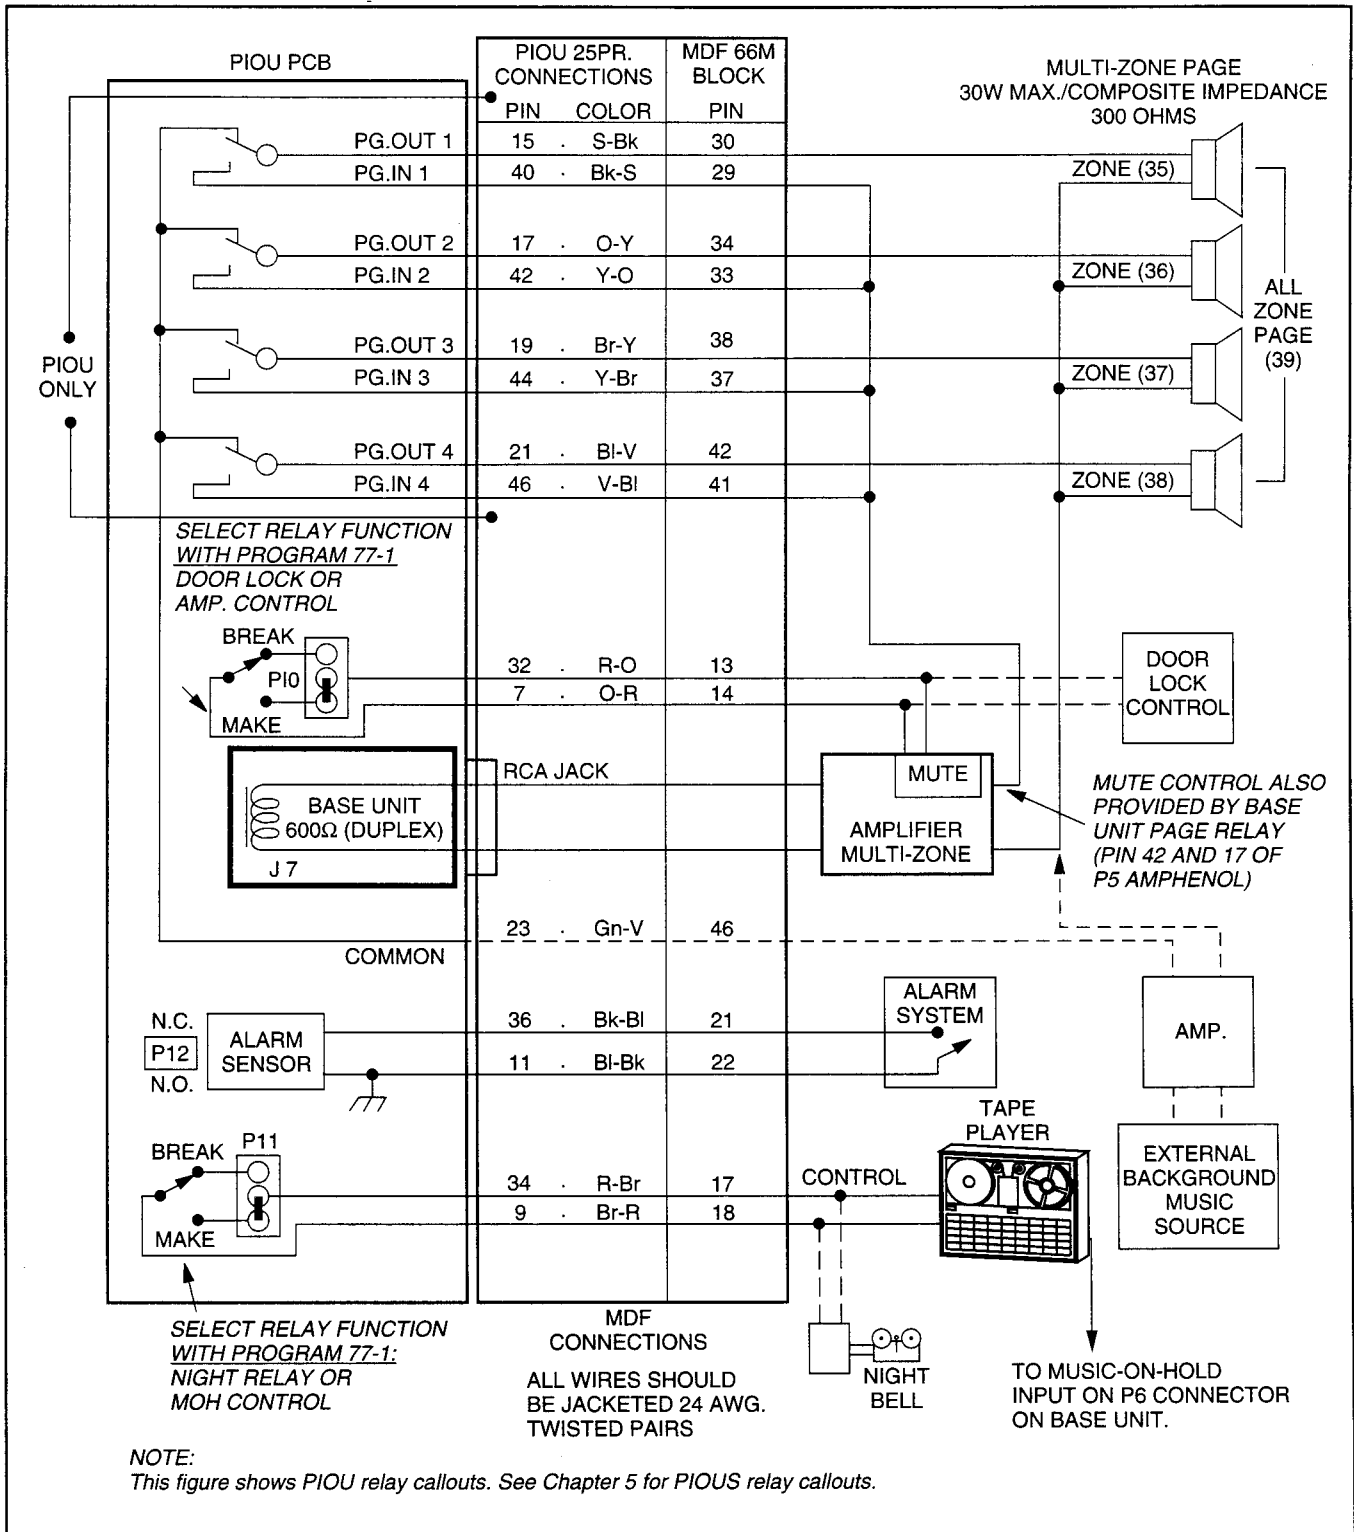 PIOU PCB
PIOU 25PR.
CONNECTIONS
PIN COLOR
MDF 66M
BLOCK
PIN
MULTI-ZONE PAGE
30W MAX./COMPOSITE IMPEDANCE
300 OHMS
PG.OUT 1 15 . S-Bk 30
PG.IN 1 40 . Bk-S 29
ZONE (35)
PG.OUT 2 17 . O-Y 34
PG.IN 2 42 . Y-O 33
ZONE (36)
PG.OUT 3 19 . Br-Y 38
PG.IN 3 44 . Y-Br 37
ZONE (37)
PG.OUT 4 21 . Bl-V 42
PG.IN 4 46 . V-Bl 41
ZONE (38)
ALL
ZONE
PAGE
(39)
PIOU
ONLY
SELECT RELAY FUNCTION
WITH PROGRAM 77-1
DOOR LOCK OR
AMP. CONTROL
BREAK
PI0
MAKE
32 . R-O 13
7 . O-R 14
DOOR
LOCK
CONTROL
RCA JACK
BASE UNIT
600Ω (DUPLEX)
J 7
MUTE
AMPLIFIER
MULTI-ZONE
MUTE CONTROL ALSO
PROVIDED BY BASE
UNIT PAGE RELAY
(PIN 42 AND 17 OF
P5 AMPHENOL)
23 . Gn-V 46
COMMON
N.C.
P12
N.O.
ALARM
SENSOR
36 . Bk-Bl 21
11 . Bl-Bk 22
ALARM
SYSTEM
AMP.
TAPE
PLAYER
BREAK
P11
MAKE
34 . R-Br 17
9 . Br-R 18
CONTROL
EXTERNAL
BACKGROUND
MUSIC
SOURCE
SELECT RELAY FUNCTION
WITH PROGRAM 77-1:
NIGHT RELAY OR
MOH CONTROL
MDF
CONNECTIONS
ALL WIRES SHOULD
BE JACKETED 24 AWG.
TWISTED PAIRS
NIGHT
BELL
TO MUSIC-ON-HOLD
INPUT ON P6 CONNECTOR
ON BASE UNIT.
NOTE:
This figure shows PIOU relay callouts. See Chapter 5 for PIOUS relay callouts.